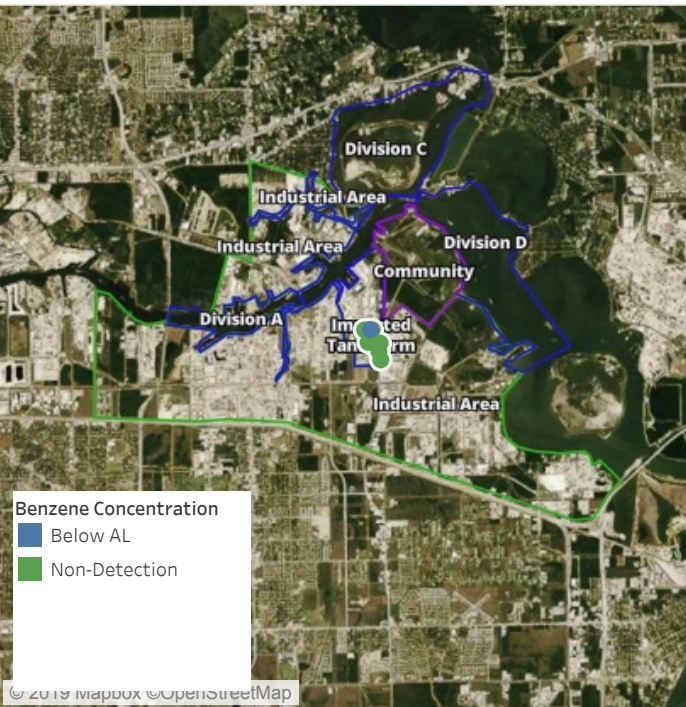 Division C
Industrial Area
Industrial Area
Division D
Community
Division A
Industrial Area
Benzene Concentration
Below AL
Non-Detection
© 2019 Mapbox ©OpenStreetMap